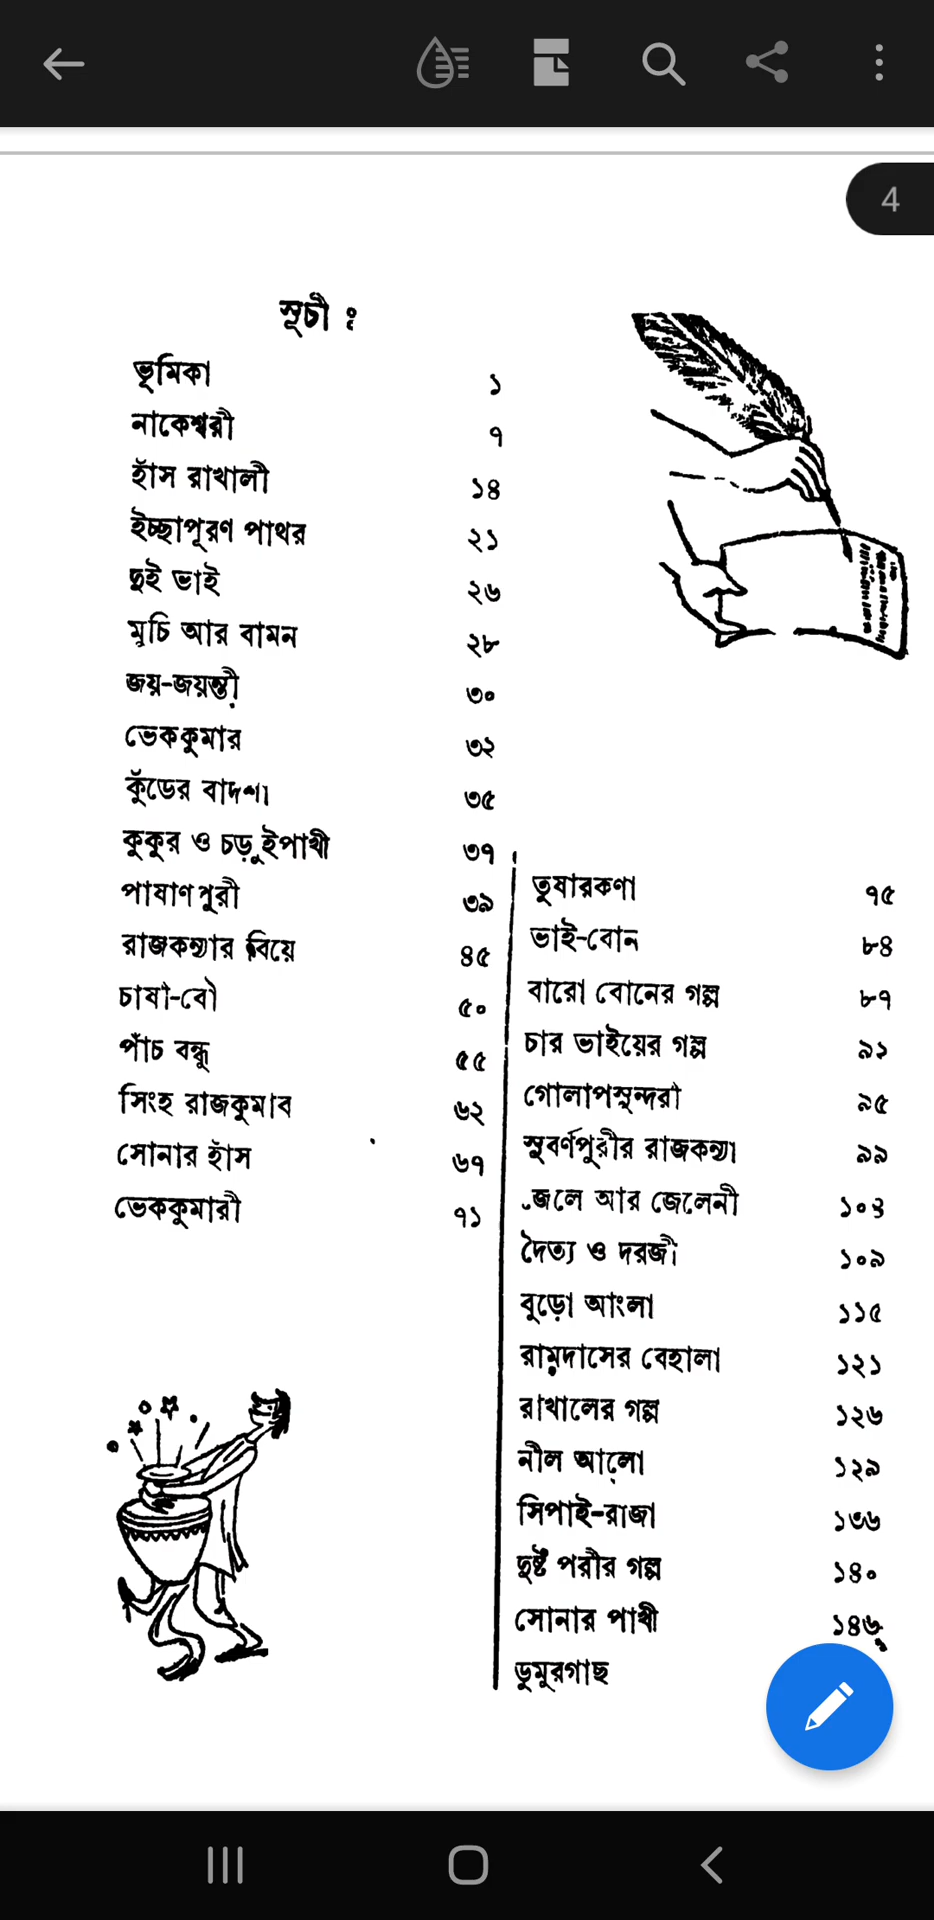 4
সূচী :
ভূমিকা ১
নাকেশ্বরী ৭
হাঁস রাখালী ১৪
ইচ্ছাপূরণ পাথর ২১
দুই ভাই ২৬
মুচি আর বামন ২৮
জয়-জয়ন্তী ৩০
ভেককুমার ৩২
কুঁড়ের বাদশা ৩৫
কুকুর ও চড়ুইপাখী ৩৭
পাষাণপুরী ৩৯
রাজকন্যার বিয়ে ৪৫
চাষা-বৌ ৫০
পাঁচ বন্ধু ৫৫
সিংহ রাজকুমাব ৬২
সোনার হাঁস ৬৭
ভেককুমারী ৭১
তুষারকণা ৭৫
ভাই-বোন ৮৪
বারো বোনের গল্প ৮৭
চার ভাইয়ের গল্প ৯১
গোলাপসুন্দরী ৯৫
সুবর্ণপুরীর রাজকন্যা ৯৯
জলে আর জেলেনী
দৈত্য ও দরজী ১০৯
বুড়ো আংলা ১১৫
রামদাসের বেহালা ১২১
রাখালের গল্প ১২৬
নীল আলো ১২৯
সিপাই-রাজা ১৩৬
দুষ্ট পরীর গল্প ১৪০
সোনার পাখী ১৪৬
ডুমুরগাছ